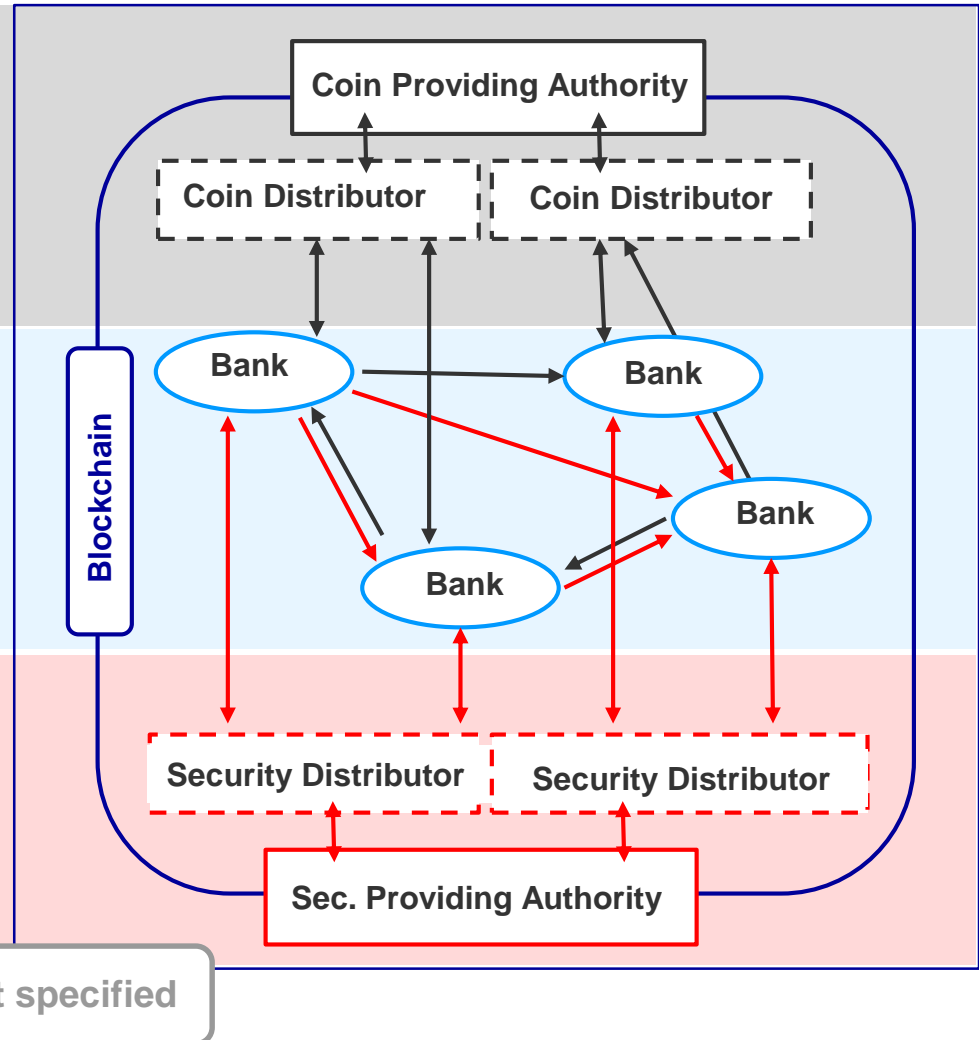 Coin Providing Authority
Coin Distributor
Coin Distributor
Bank
Bank
Blockchain
Bank
Bank
Security Distributor
Security Distributor
Sec. Providing Authority
specified